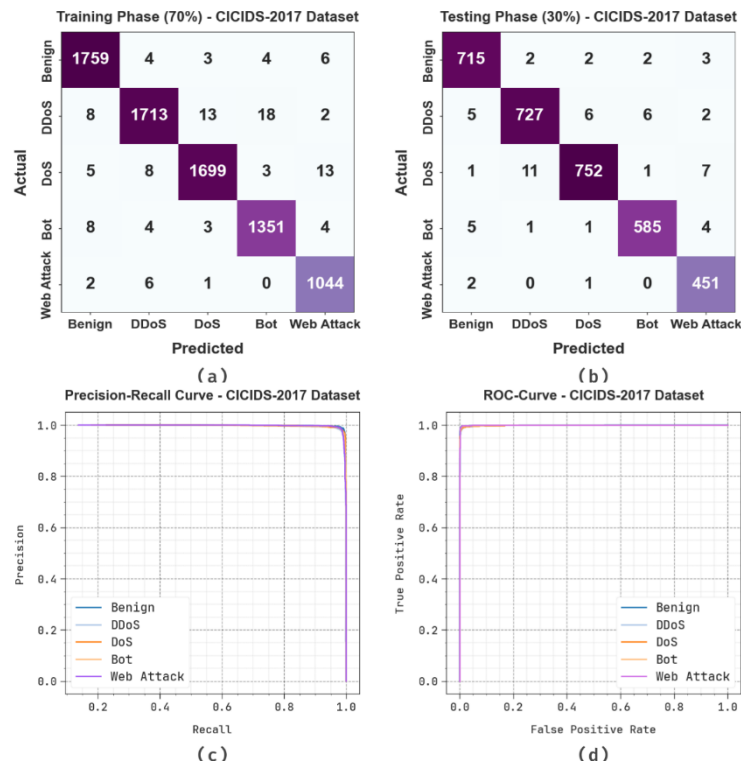 Training Phase (70%) - CICIDS-2017 Dataset
Actual
Benign 1759 4 3 4 6
DDoS 8 1713 13 18 2
DoS 5 8 1699 3 13
Bot 8 4 3 1351 4
Web Attack 2 6 1 0 1044
Benign DDoS DoS Bot Web Attack
Predicted
(a)
Testing Phase (30%) - CICIDS-2017 Dataset
Actual
Benign 715 2 2 2 3
DDoS 5 727 6 6 2
DoS 1 11 752 1 7
Bot 5 1 1 585 4
Web Attack 2 0 1 0 451
Benign DDoS DoS Bot Web Attack
Predicted
(b)
Precision-Recall Curve - CICIDS-2017 Dataset
Precision
1.0
0.8
0.6
0.4
0.2
0.0
Benign
DDoS
DoS
Bot
Web Attack
0.2 0.4 0.6 0.8 1.0
Recall
(c)
ROC-Curve - CICIDS-2017 Dataset
True Positive Rate
1.0
0.8
0.6
0.4
0.2
0.0
Benign
DDoS
DoS
Bot
Web Attack
0.0 0.2 0.4 0.6 0.8 1.0
False Positive Rate
(d)